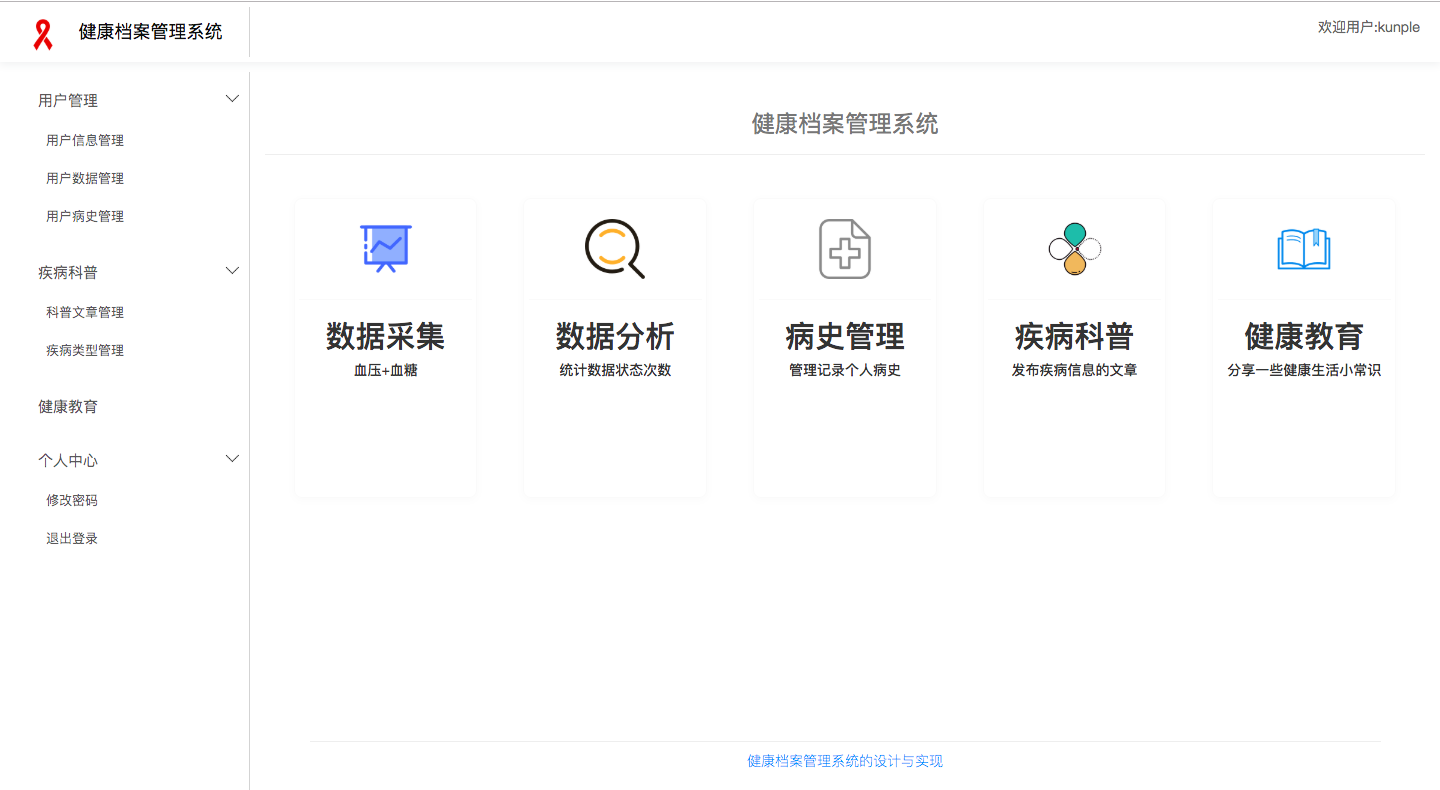 健康档案管理系统
欢迎用户:kunple
用户管理
用户信息管理
用户数据管理
用户病史管理
疾病科普
科普文章管理
疾病类型管理
健康教育
个人中心
修改密码
退出登录
健康档案管理系统
数据采集
血压+血糖
数据分析
统计数据状态次数
病史管理
管理记录个人病史
疾病科普
发布疾病信息的文章
健康教育
分享一些健康生活小常识
健康档案管理系统的设计与实现